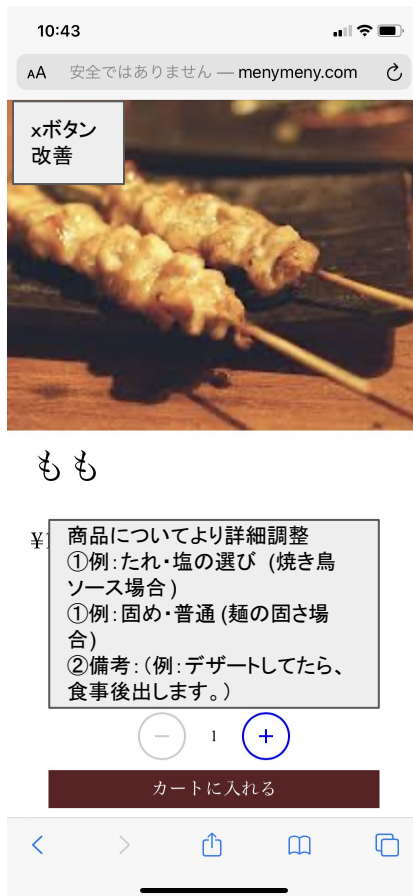 10:43
AA 安全ではありません — menymeny.com
xボタン
改善
もも
¥
商品についてより詳細調整
①例：たれ・塩の選び (焼き鳥
ソース場合)
①例：固め・普通 (麺の固さ場
合)
②備考：（例：デザートしてたら、
食事後出します。）
1
カートに入れる